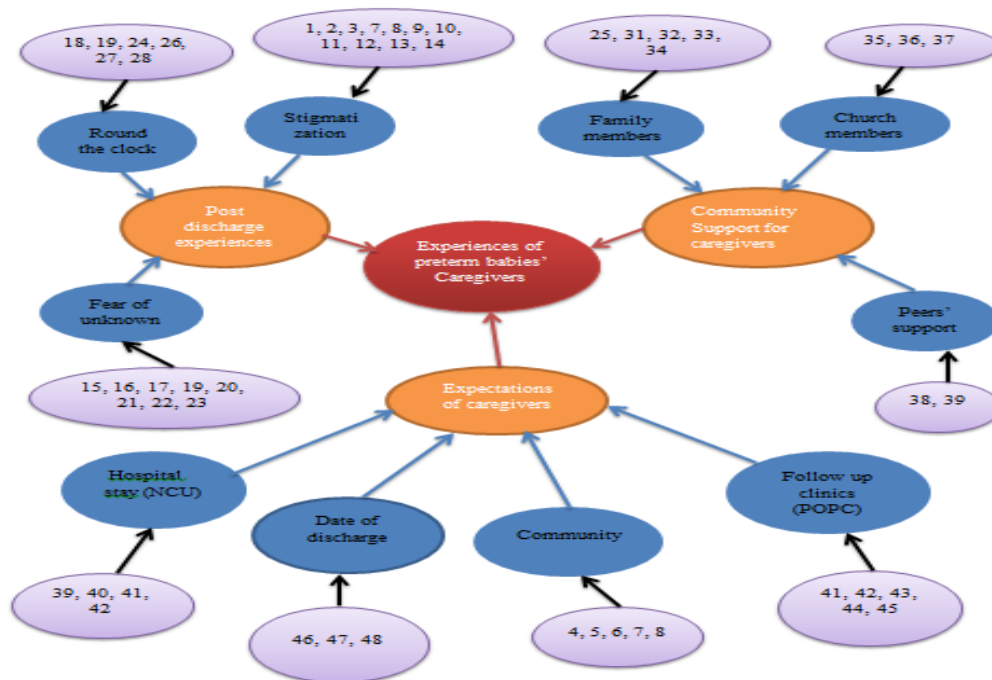 18, 19, 24, 26,
27, 28
1, 2, 3, 7, 8, 9, 10,
11, 12, 13, 14
25, 31, 32, 33,
34
35, 36, 37
Round
the clock
Stigmati
zation
Family
members
Church
members
Post
discharge
experiences
Experiences of
preterm babies’
Caregivers
Community
Support for
caregivers
Fear of
unknown
Peers’
support
15, 16, 17, 19, 20,
21, 22, 23
Expectations
of caregivers
38, 39
Hospital
stay (NCU)
Date of
discharge
Community
Follow up
clinics
(POPC)
39, 40, 41,
42
46, 47, 48
4, 5, 6, 7, 8
41, 42, 43,
44, 45